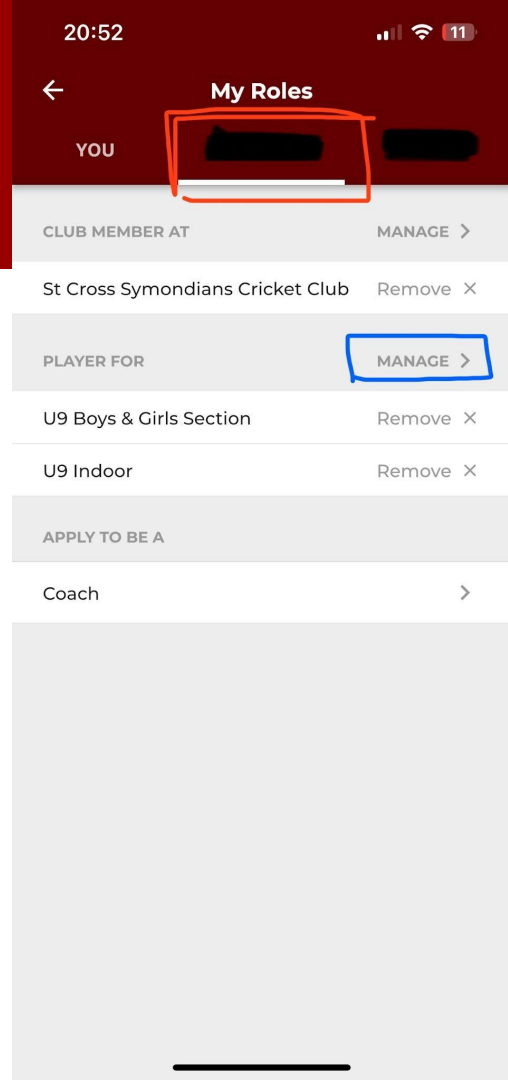 20:52
11
My Roles
YOU
CLUB MEMBER AT MANAGE
St Cross Symondians Cricket Club Remove
PLAYER FOR MANAGE
U9 Boys & Girls Section Remove
U9 Indoor Remove
APPLY TO BE A
Coach